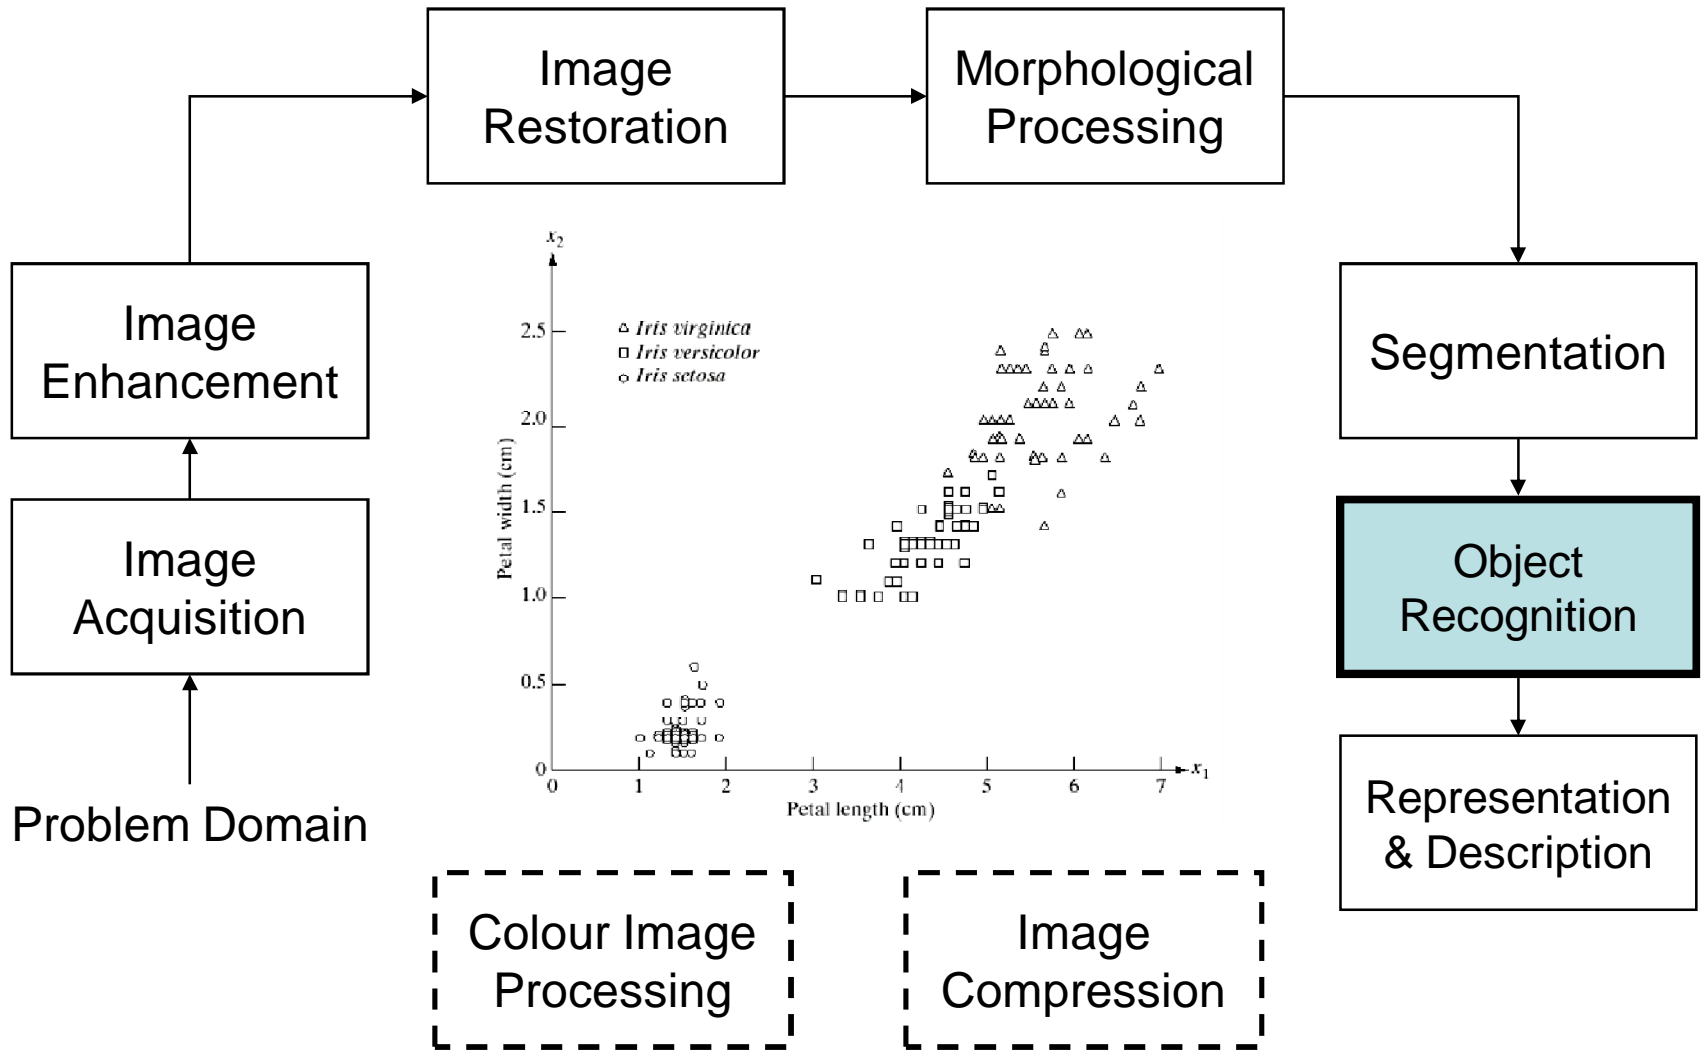 Image
Restoration
Morphological
Processing
Image
Enhancement
Segmentation
Image
Acquisition
Object
Recognition
Problem Domain
Representation
& Description
x2
2.5
2.0
1.5
1.0
0.5
0
Petal width (cm)
Iris virginica
Iris versicolor
Iris setosa
0 1 2 3 4 5 6 7
x1
Petal length (cm)
Colour Image
Processing
Image
Compression